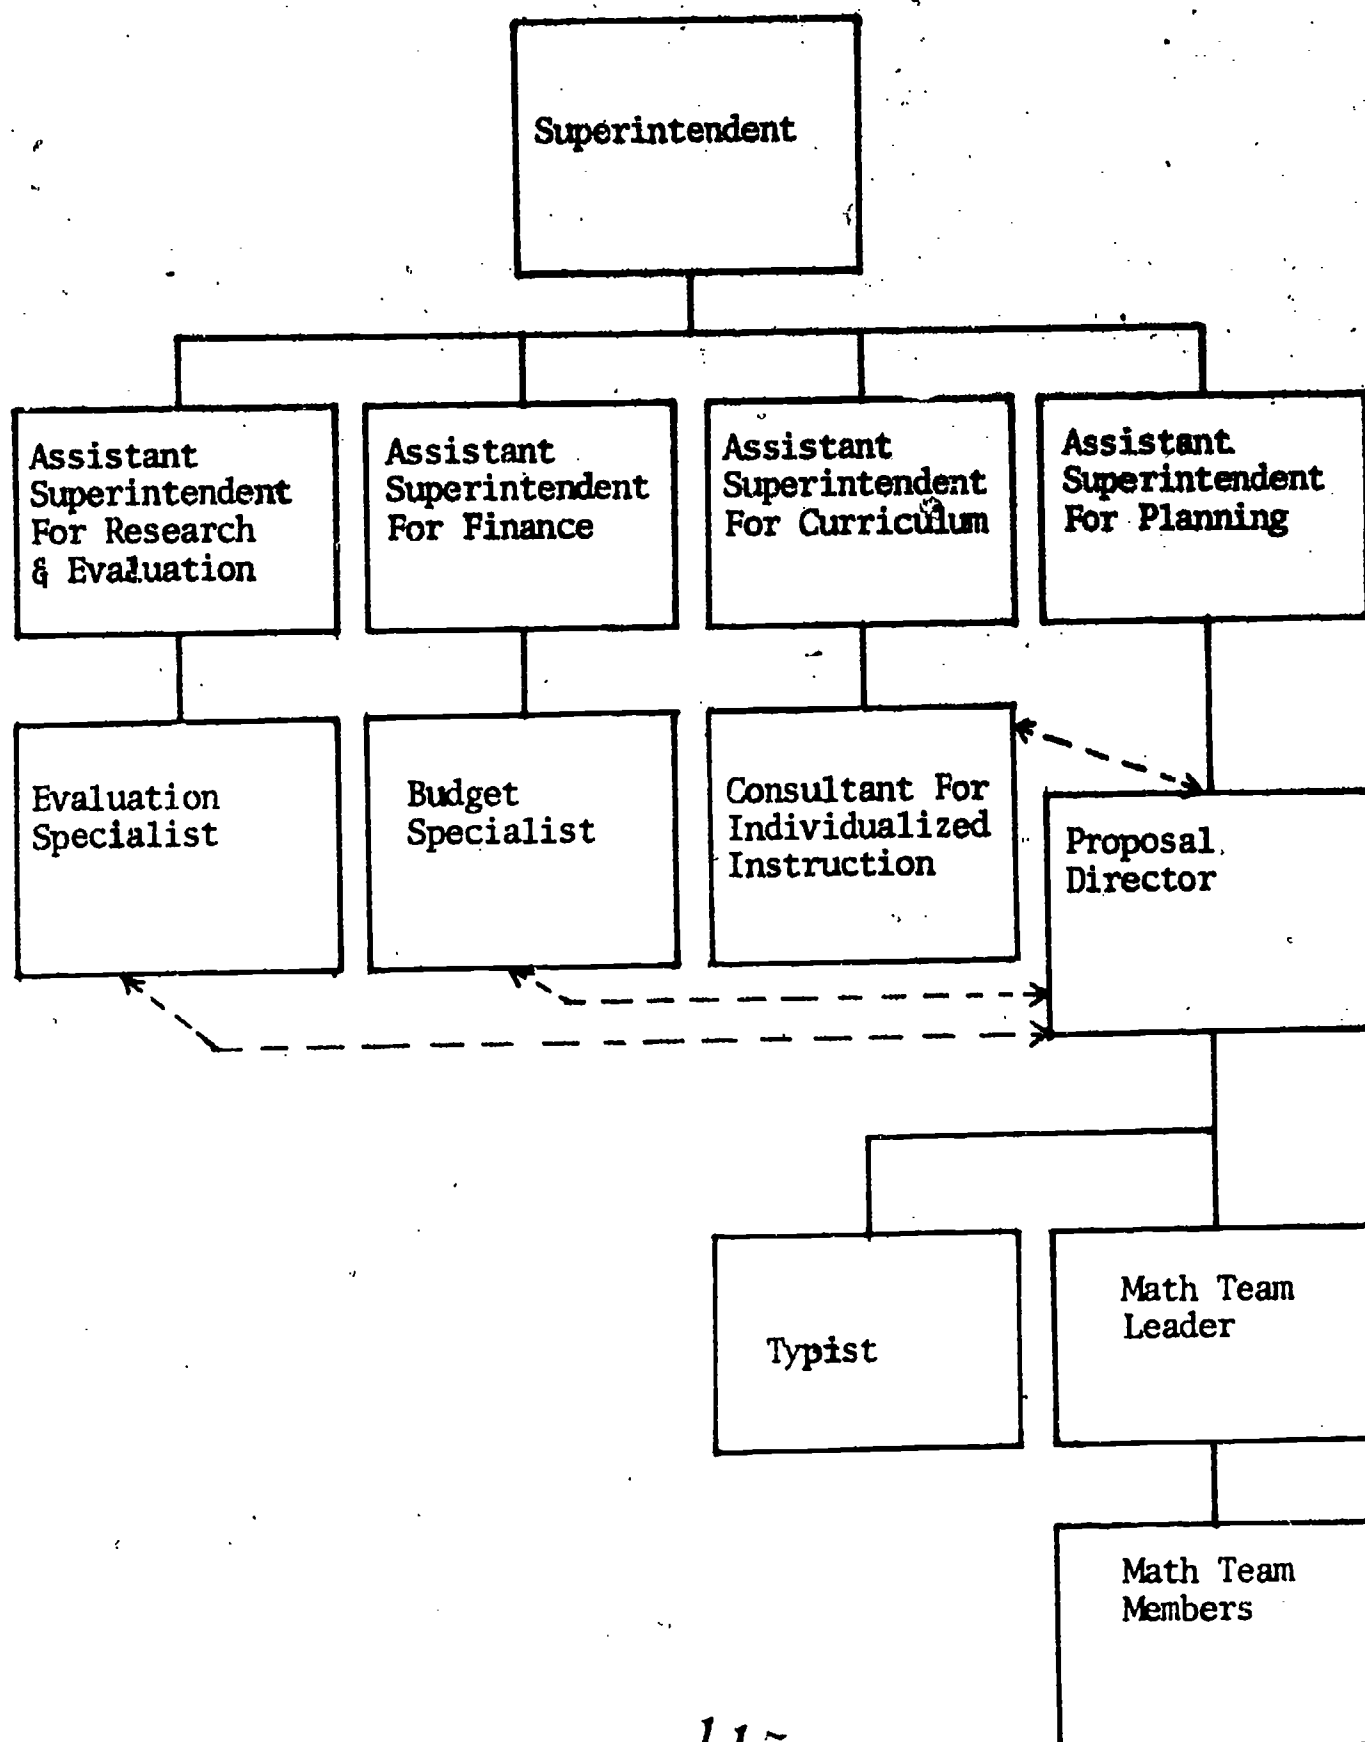 Superintendent
Assistant
Superintendent
For Research
& Evaluation
Assistant
Superintendent
For Finance
Assistant
Superintendent
For Curriculum
Assistant
Superintendent
For Planning
Evaluation
Specialist
Budget
Specialist
Consultant For
Individualized
Instruction
Proposal
Director
Typist
Math Team
Leader
Math Team
Members